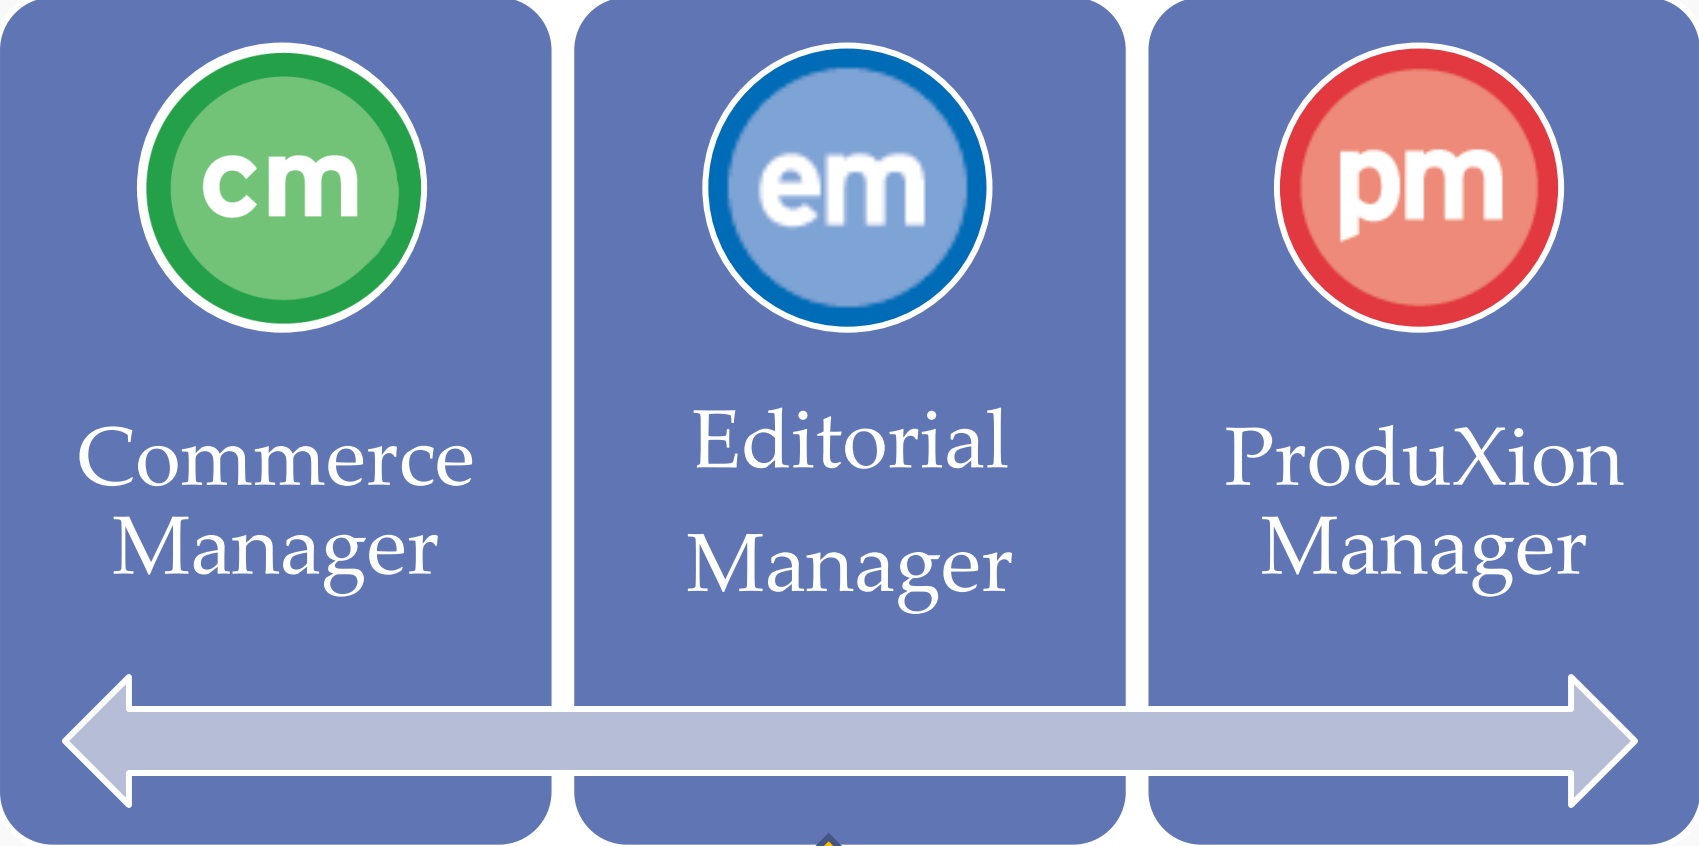 cm
Commerce
Manager
em
Editorial
Manager
pm
ProduXion
Manager